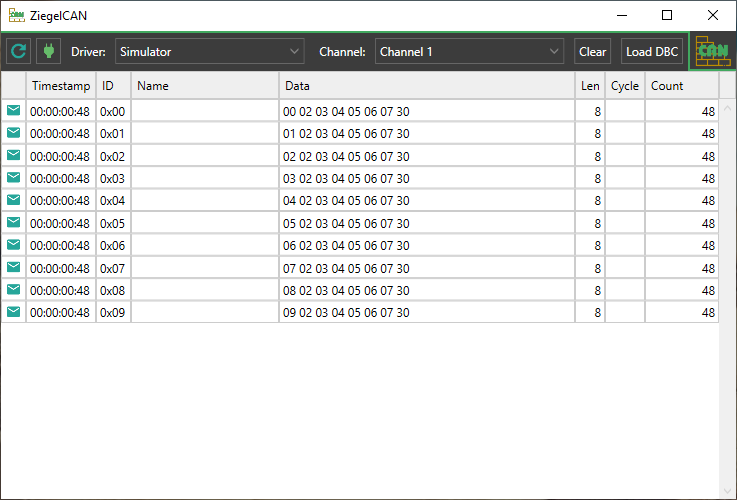 ZiegelCAN
Driver: Simulator Channel: Channel 1 Clear Load DBC CAN
Timestamp ID Name Data Len Cycle Count
00:00:00:48 0x00 00 02 03 04 05 06 07 30 8 48
00:00:00:48 0x01 01 02 03 04 05 06 07 30 8 48
00:00:00:48 0x02 02 02 03 04 05 06 07 30 8 48
00:00:00:48 0x03 03 02 03 04 05 06 07 30 8 48
00:00:00:48 0x04 04 02 03 04 05 06 07 30 8 48
00:00:00:48 0x05 05 02 03 04 05 06 07 30 8 48
00:00:00:48 0x06 06 02 03 04 05 06 07 30 8 48
00:00:00:48 0x07 07 02 03 04 05 06 07 30 8 48
00:00:00:48 0x08 08 02 03 04 05 06 07 30 8 48
00:00:00:48 0x09 09 02 03 04 05 06 07 30 8 48